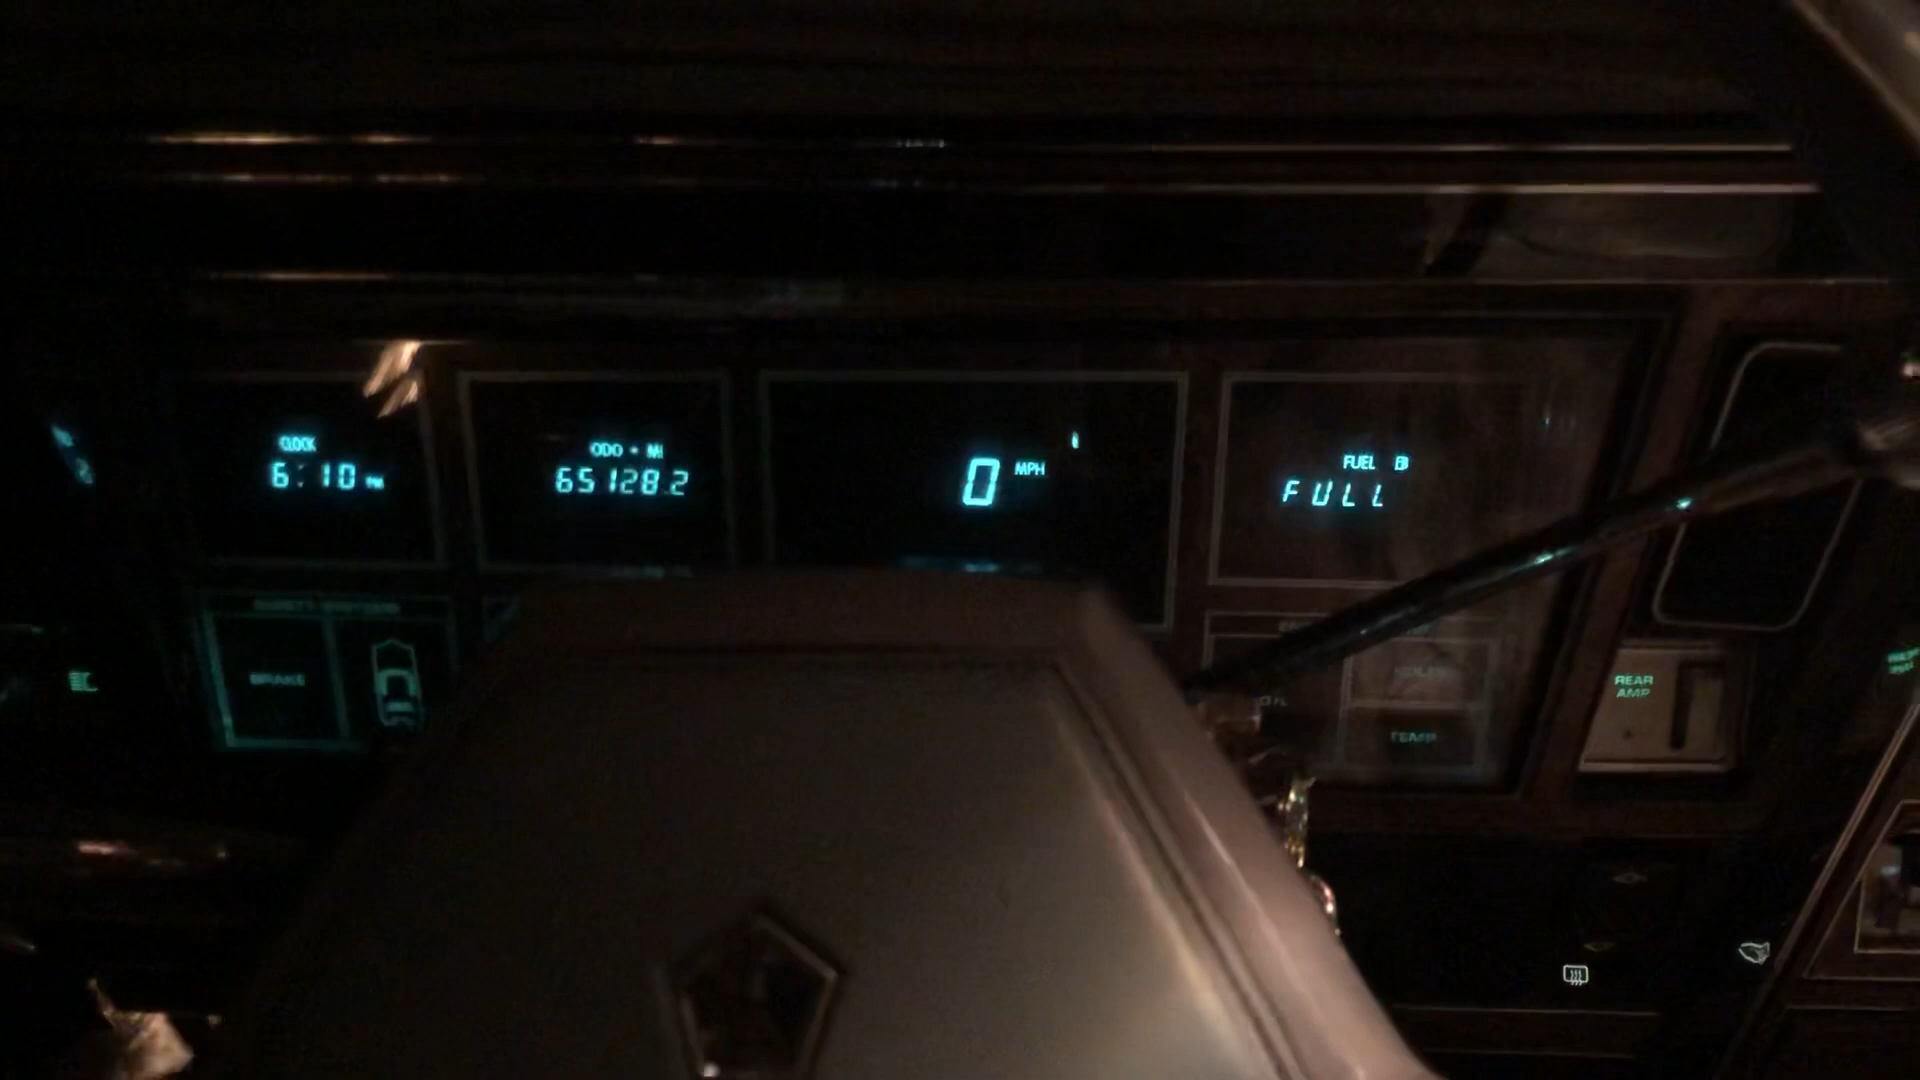 CLOCK
6:10 PM
ODO • MI
65128.2
0 MPH
FUEL
FULL
BRAKE
TEMP
REAR
AMP